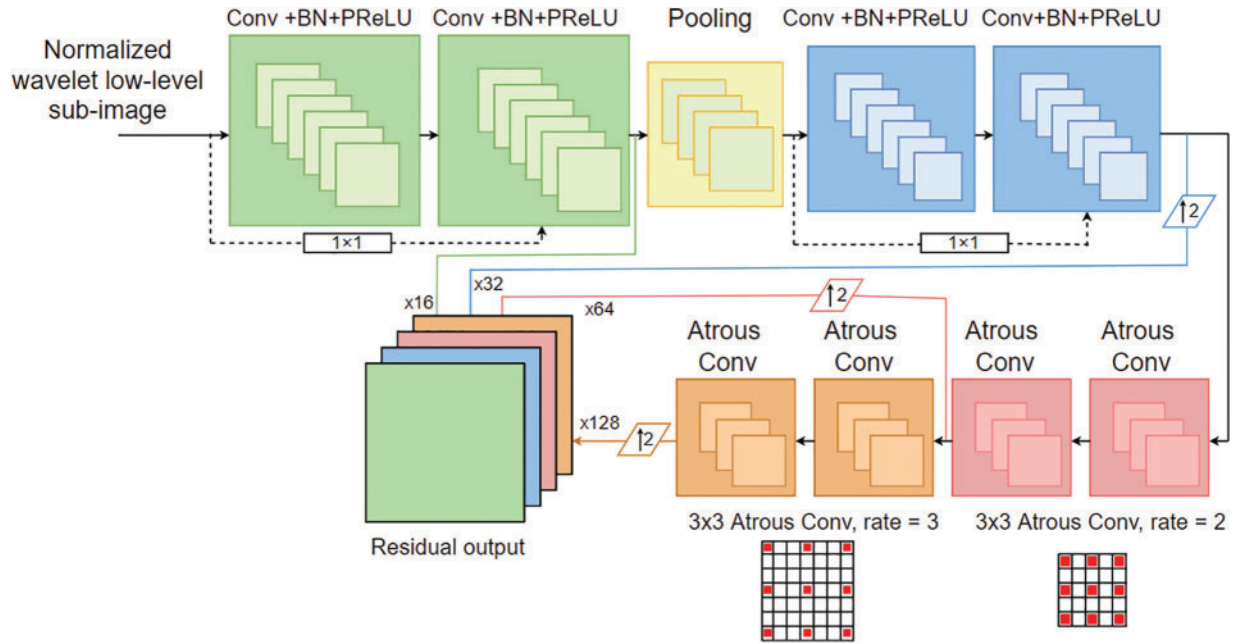 Conv +BN+PReLU
Conv +BN+PReLU
Pooling
Conv +BN+PReLU
Conv+BN+PReLU
Normalized
wavelet low-level
sub-image
↑2
1×1
1×1
x16
x32
x64
↑2
Atrous
Conv
Atrous
Conv
Atrous
Conv
Atrous
Conv
x128
↑2
3x3 Atrous Conv, rate = 3
3x3 Atrous Conv, rate = 2
Residual output